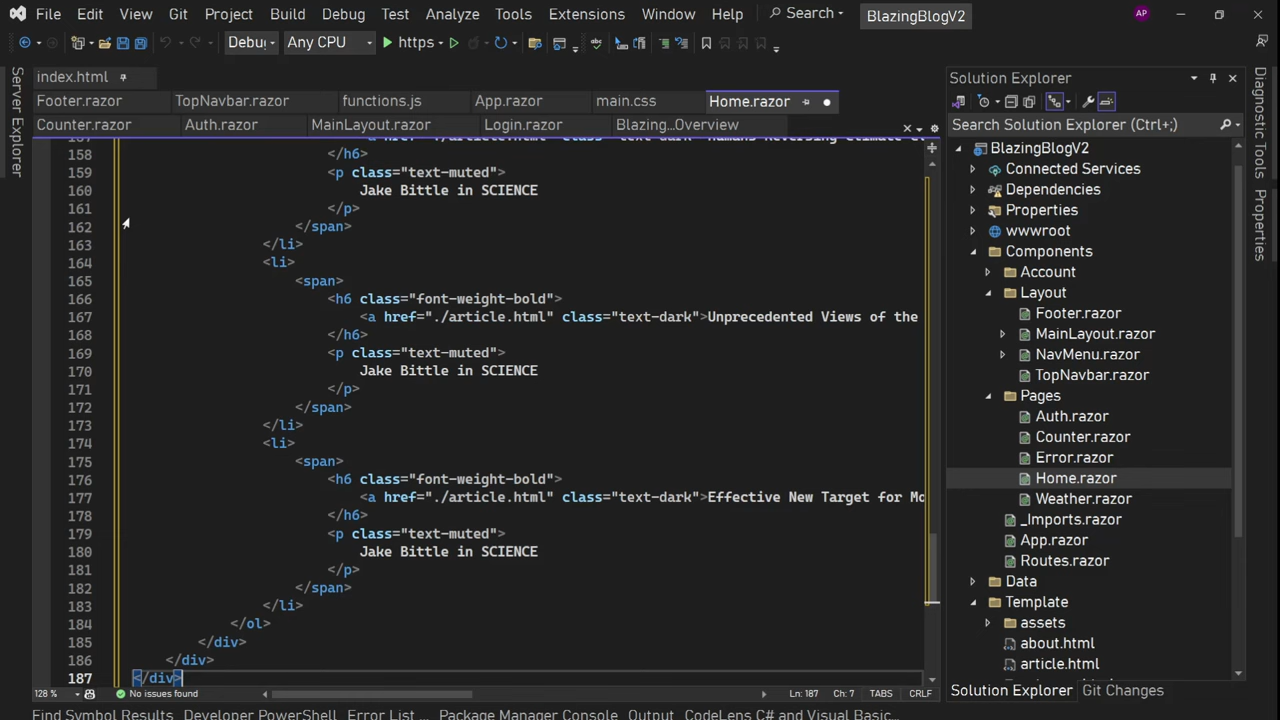 File Edit View Git Project Build Debug Test Analyze Tools Extensions Window Help Search BlazingBlogV2 AP
Debug Any CPU https
Server Explorer
index.html
Footer.razor TopNavbar.razor functions.js App.razor main.css Home.razor
Counter.razor Auth.razor MainLayout.razor Login.razor Blazing...Overview
158 </h6>
159 <p class="text-muted">
160 Jake Bittle in SCIENCE
161 </p>
162 </span>
163 </li>
164 <li>
165 <span>
166 <h6 class="font-weight-bold">
167 <a href="./article.html" class="text-dark">Unprecedented Views of the
168 </h6>
169 <p class="text-muted">
170 Jake Bittle in SCIENCE
171 </p>
172 </span>
173 </li>
174 <li>
175 <span>
176 <h6 class="font-weight-bold">
177 <a href="./article.html" class="text-dark">Effective New Target for Mo
178 </h6>
179 <p class="text-muted">
180 Jake Bittle in SCIENCE
181 </p>
182 </span>
183 </li>
184 </ol>
185 </div>
186 </div>
187 </div>
128 % No issues found Ln: 187 Ch: 7 TABS CRLF
Find Symbol Results Developer PowerShell Error List ... Package Manager Console Output CodeLens C# and Visual Basic...
Solution Explorer
Search Solution Explorer (Ctrl+;)
BlazingBlogV2
Connected Services
Dependencies
Properties
wwwroot
Components
Account
Layout
Footer.razor
MainLayout.razor
NavMenu.razor
TopNavbar.razor
Pages
Auth.razor
Counter.razor
Error.razor
Home.razor
Weather.razor
_Imports.razor
App.razor
Routes.razor
Data
Template
assets
about.html
article.html
Solution Explorer Git Changes
Diagnostic Tools
Properties